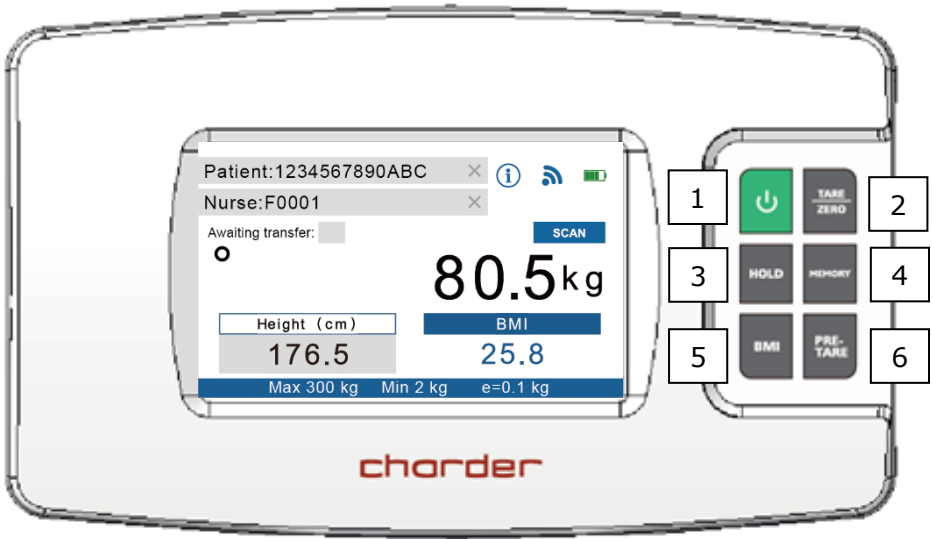 Patient:1234567890ABC ×
Nurse:F0001 ×
Awaiting transfer:
SCAN
80.5kg
Height (cm)
BMI
176.5
25.8
Max 300 kg Min 2 kg e=0.1 kg
charder
1
TARE
ZERO
2
3
HOLD
MEMORY
4
5
BMI
PRE-
TARE
6